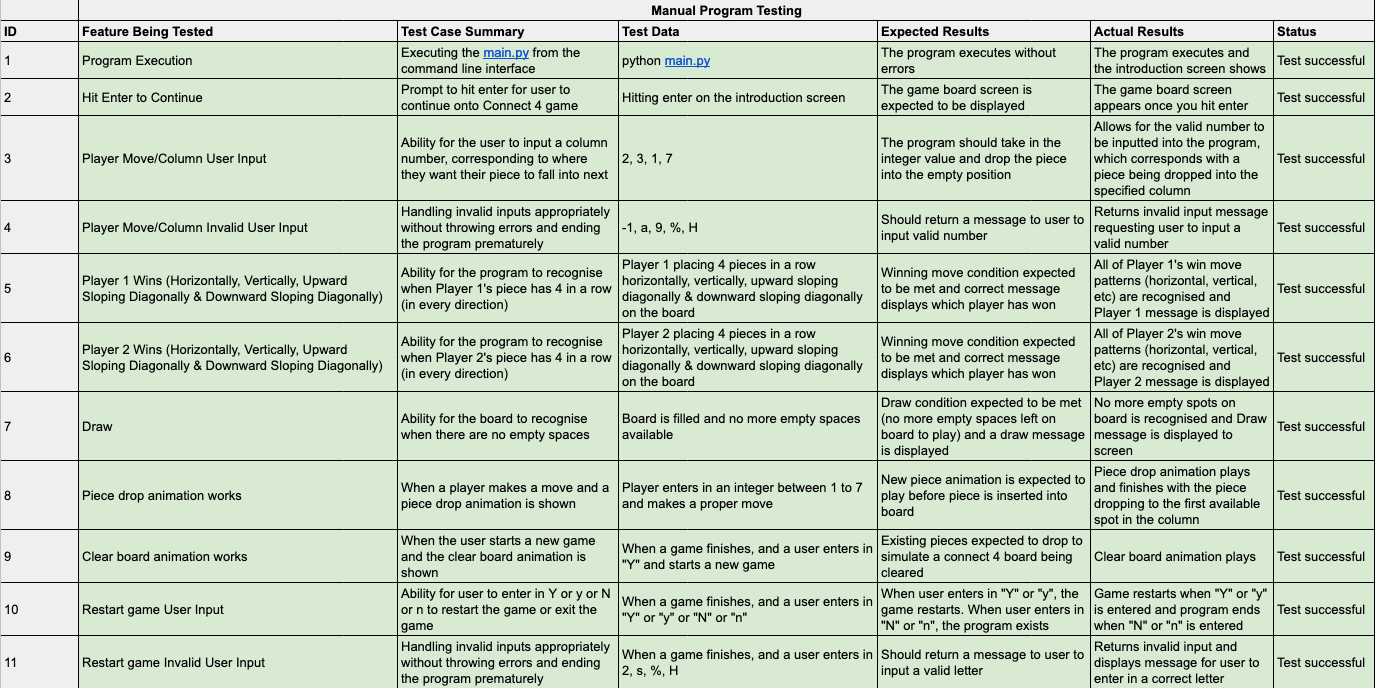 Manual Program Testing
ID Feature Being Tested Test Case Summary Test Data Expected Results Actual Results Status
1
Program Execution
Executing the main.py from the
command line interface
python main.py
The program executes without
errors
The program executes and
the introduction screen shows
Test successful
2
Hit Enter to Continue
Prompt to hit enter for user to
continue onto Connect 4 game
Hitting enter on the introduction screen
The game board screen is
expected to be displayed
The game board screen
appears once you hit enter
Test successful
3
Player Move/Column User Input
Ability for the user to input a column
number, corresponding to where
they want their piece to fall into next
2, 3, 1, 7
The program should take in the
integer value and drop the piece
into the empty position
Allows for the valid number to
be inputted into the program,
which corresponds with a
piece being dropped into the
specified column
Test successful
4
Player Move/Column Invalid User Input
Handling invalid inputs appropriately
without throwing errors and ending
the program prematurely
-1, a, 9, %, H
Should return a message to user to
input valid number
Returns invalid input message
requesting user to input a
valid number
Test successful
5
Player 1 Wins (Horizontally, Vertically, Upward
Sloping Diagonally & Downward Sloping Diagonally)
Ability for the program to recognise
when Player 1's piece has 4 in a row
(in every direction)
Player 1 placing 4 pieces in a row
horizontally, vertically, upward sloping
diagonally & downward sloping diagonally
on the board
Winning move condition expected
to be met and correct message
displays which player has won
All of Player 1's win move
patterns (horizontal, vertical,
etc) are recognised and
Player 1 message is displayed
Test successful
6
Player 2 Wins (Horizontally, Vertically, Upward
Sloping Diagonally & Downward Sloping Diagonally)
Ability for the program to recognise
when Player 2's piece has 4 in a row
(in every direction)
Player 2 placing 4 pieces in a row
horizontally, vertically, upward sloping
diagonally & downward sloping diagonally
on the board
Winning move condition expected
to be met and correct message
displays which player has won
All of Player 2's win move
patterns (horizontal, vertical,
etc) are recognised and
Player 2 message is displayed
Test successful
7
Draw
Ability for the board to recognise
when there are no empty spaces
Board is filled and no more empty spaces
available
Draw condition expected to be met
(no more empty spaces left on
board to play) and a draw message
is displayed
No more empty spots on
board is recognised and Draw
message is displayed to
screen
Test successful
8
Piece drop animation works
When a player makes a move and a
piece drop animation is shown
Player enters in an integer between 1 to 7
and makes a proper move
New piece animation is expected to
play before piece is inserted into
board
Piece drop animation plays
and finishes with the piece
dropping to the first available
spot in the column
Test successful
9
Clear board animation works
When the user starts a new game
and the clear board animation is
shown
When a game finishes, and a user enters in
"Y" and starts a new game
Existing pieces expected to drop to
simulate a connect 4 board being
cleared
Clear board animation plays
Test successful
10
Restart game User Input
Ability for user to enter in Y or y or N
or n to restart the game or exit the
game
When a game finishes, and a user enters in
"Y" or "y" or "N" or "n"
When user enters in "Y" or "y", the
game restarts. When user enters in
"N" or "n", the program exists
Game restarts when "Y" or "y"
is entered and program ends
when "N" or "n" is entered
Test successful
11
Restart game Invalid User Input
Handling invalid inputs appropriately
without throwing errors and ending
the program prematurely
When a game finishes, and a user enters in
2, s, %, H
Should return a message to user to
input a valid letter
Returns invalid input and
displays message for user to
enter in a correct letter
Test successful